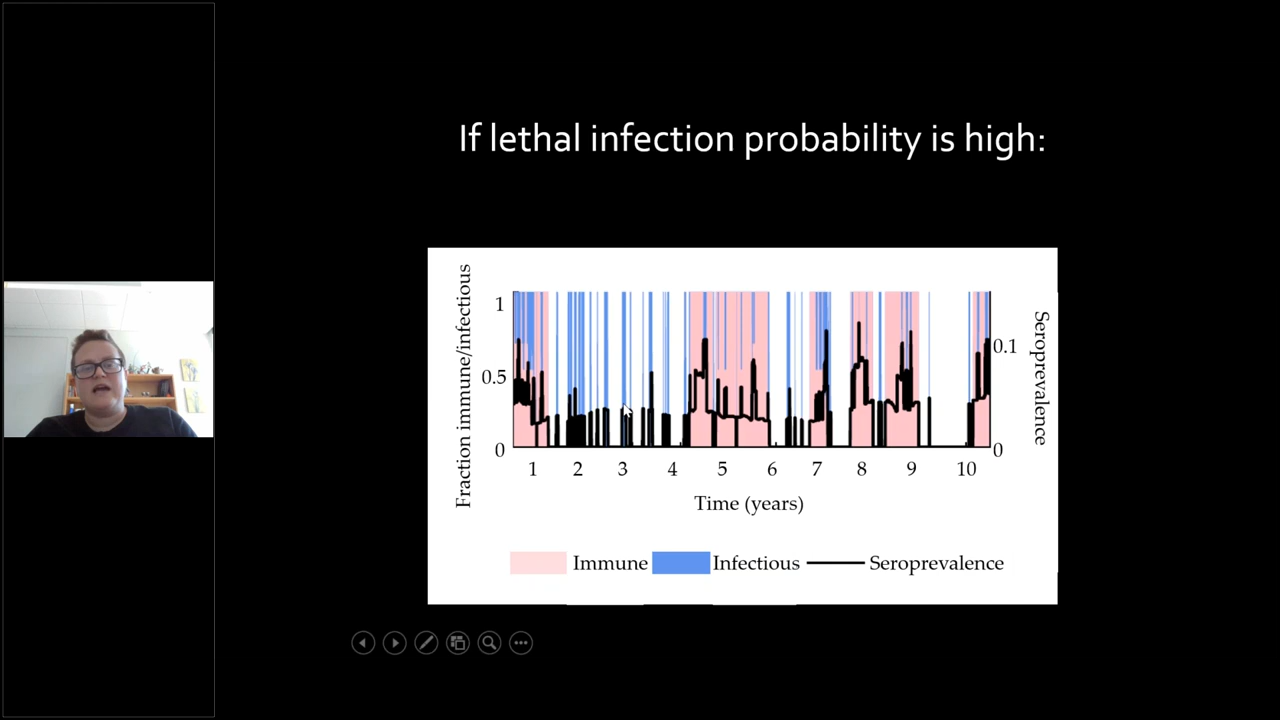 If lethal infection probability is high:
Fraction immune/infectious
1
0.5
0
0.1
0
Seroprevalence
1 2 3 4 5 6 7 8 9 10
Time (years)
Immune Infectious Seroprevalence